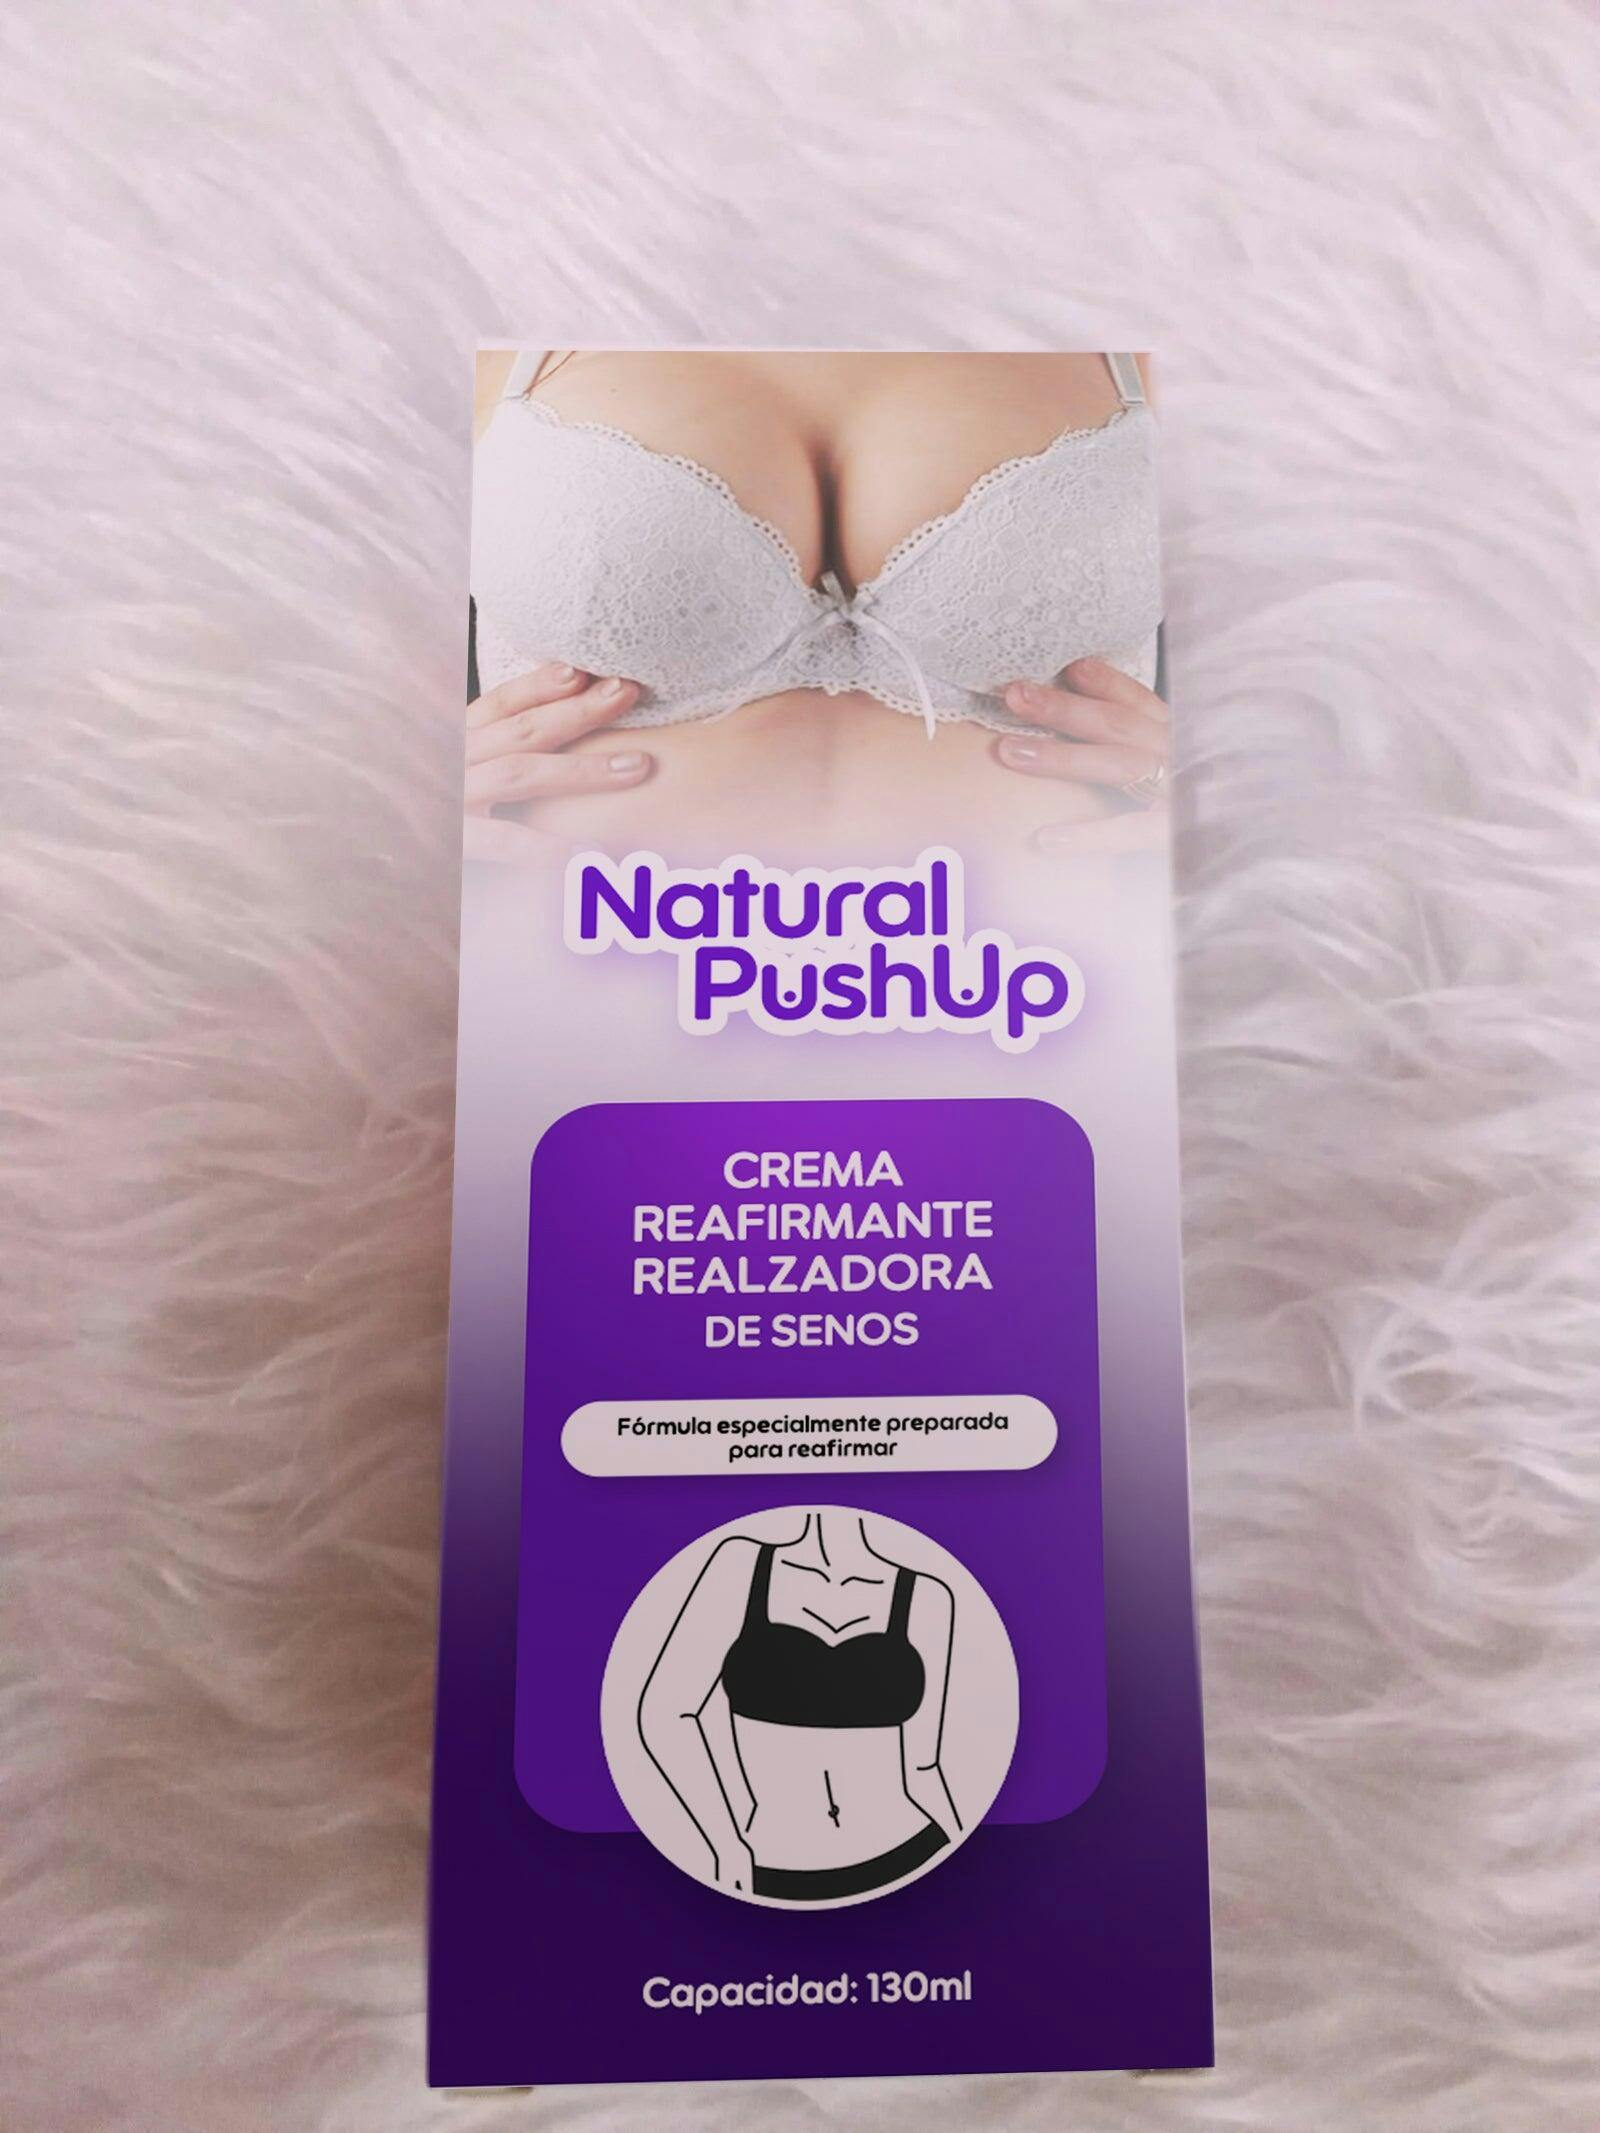 Natural
PushUp
CREMA
REAFIRMANTE
REALZADORA
DE SENOS
Fórmula especialmente preparada
para reafirmar
Capacidad: 130ml